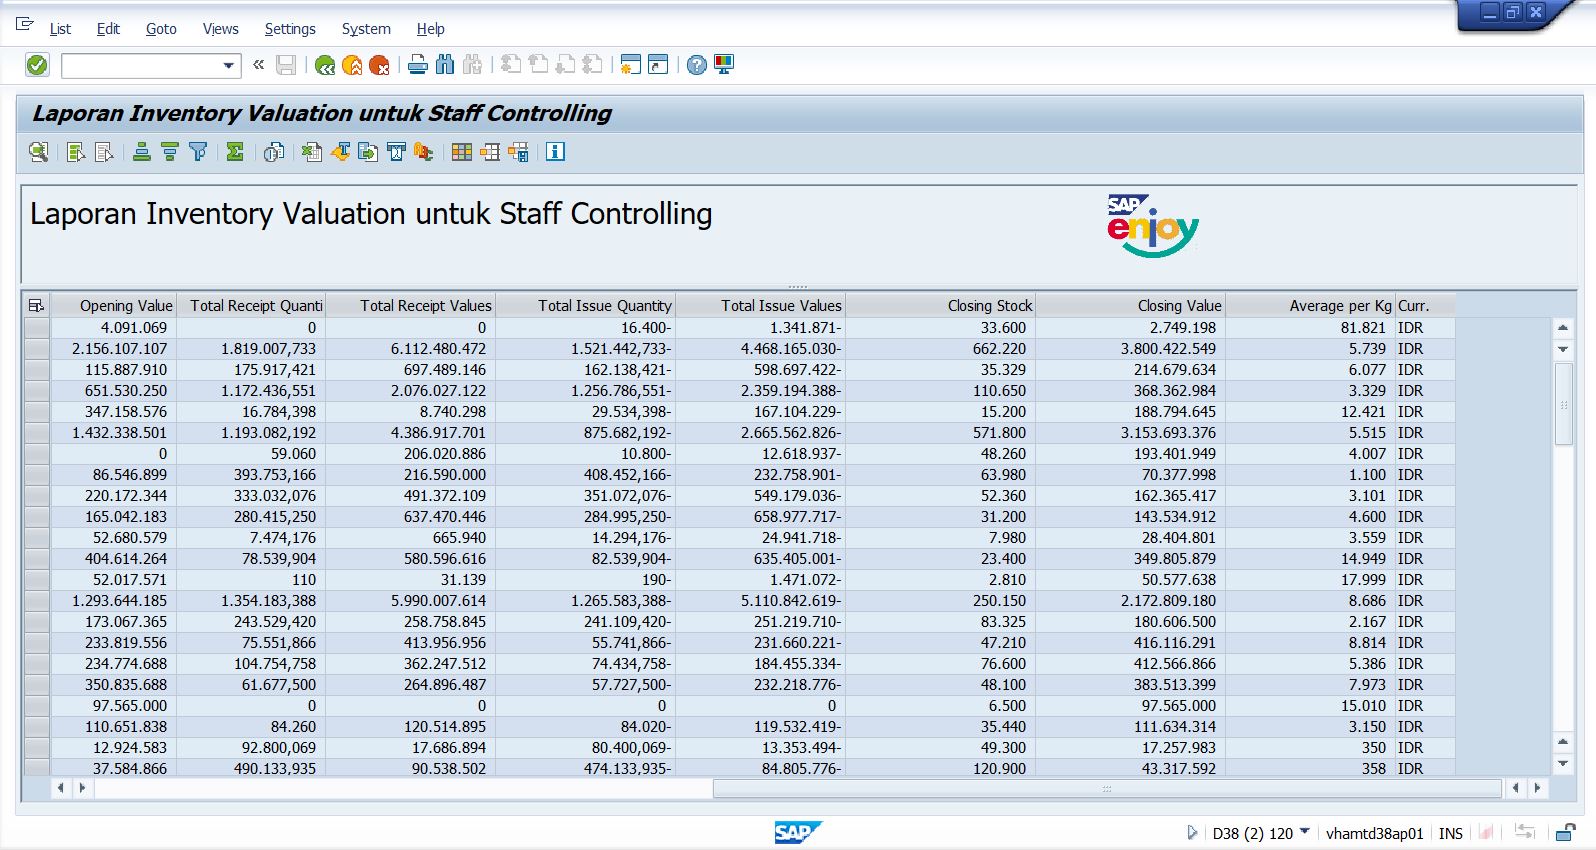 List Edit Goto Views Settings System Help
Laporan Inventory Valuation untuk Staff Controlling
Laporan Inventory Valuation untuk Staff Controlling
SAP
enjoy
Opening Value Total Receipt Quanti Total Receipt Values Total Issue Quantity Total Issue Values Closing Stock Closing Value Average per Kg Curr.
4.091.069 0 0 16.400- 1.341.871- 33.600 2.749.198 81.821 IDR
2.156.107.107 1.819.007,733 6.112.480.472 1.521.442,733- 4.468.165.030- 662.220 3.800.422.549 5.739 IDR
115.887.910 175.917,421 697.489.146 162.138,421- 598.697.422- 35.329 214.679.634 6.077 IDR
651.530.250 1.172.436,551 2.076.027.122 1.256.786,551- 2.359.194.388- 110.650 368.362.984 3.329 IDR
347.158.576 16.784,398 8.740.298 29.534,398- 167.104.229- 15.200 188.794.645 12.421 IDR
1.432.338.501 1.193.082,192 4.386.917.701 875.682,192- 2.665.562.826- 571.800 3.153.693.376 5.515 IDR
0 59.060 206.020.886 10.800- 12.618.937- 48.260 193.401.949 4.007 IDR
86.546.899 393.753,166 216.590.000 408.452,166- 232.758.901- 63.980 70.377.998 1.100 IDR
220.172.344 333.032,076 491.372.109 351.072,076- 549.179.036- 52.360 162.365.417 3.101 IDR
165.042.183 280.415,250 637.470.446 284.995,250- 658.977.717- 31.200 143.534.912 4.600 IDR
52.680.579 7.474,176 665.940 14.294,176- 24.941.718- 7.980 28.404.801 3.559 IDR
404.614.264 78.539,904 580.596.616 82.539,904- 635.405.001- 23.400 349.805.879 14.949 IDR
52.017.571 110 31.139 190- 1.471.072- 2.810 50.577.638 17.999 IDR
1.293.644.185 1.354.183,388 5.990.007.614 1.265.583,388- 5.110.842.619- 250.150 2.172.809.180 8.686 IDR
173.067.365 243.529,420 258.758.845 241.109,420- 251.219.710- 83.325 180.606.500 2.167 IDR
233.819.556 75.551,866 413.956.956 55.741,866- 231.660.221- 47.210 416.116.291 8.814 IDR
234.774.688 104.754,758 362.247.512 74.434,758- 184.455.334- 76.600 412.566.866 5.386 IDR
350.835.688 61.677,500 264.896.487 57.727,500- 232.218.776- 48.100 383.513.399 7.973 IDR
97.565.000 0 0 0 0 6.500 97.565.000 15.010 IDR
110.651.838 84.260 120.514.895 84.020- 119.532.419- 35.440 111.634.314 3.150 IDR
12.924.583 92.800,069 17.686.894 80.400,069- 13.353.494- 49.300 17.257.983 350 IDR
37.584.866 490.133,935 90.538.502 474.133,935- 84.805.776- 120.900 43.317.592 358 IDR
SAP D38 (2) 120 vhamtd38ap01 INS